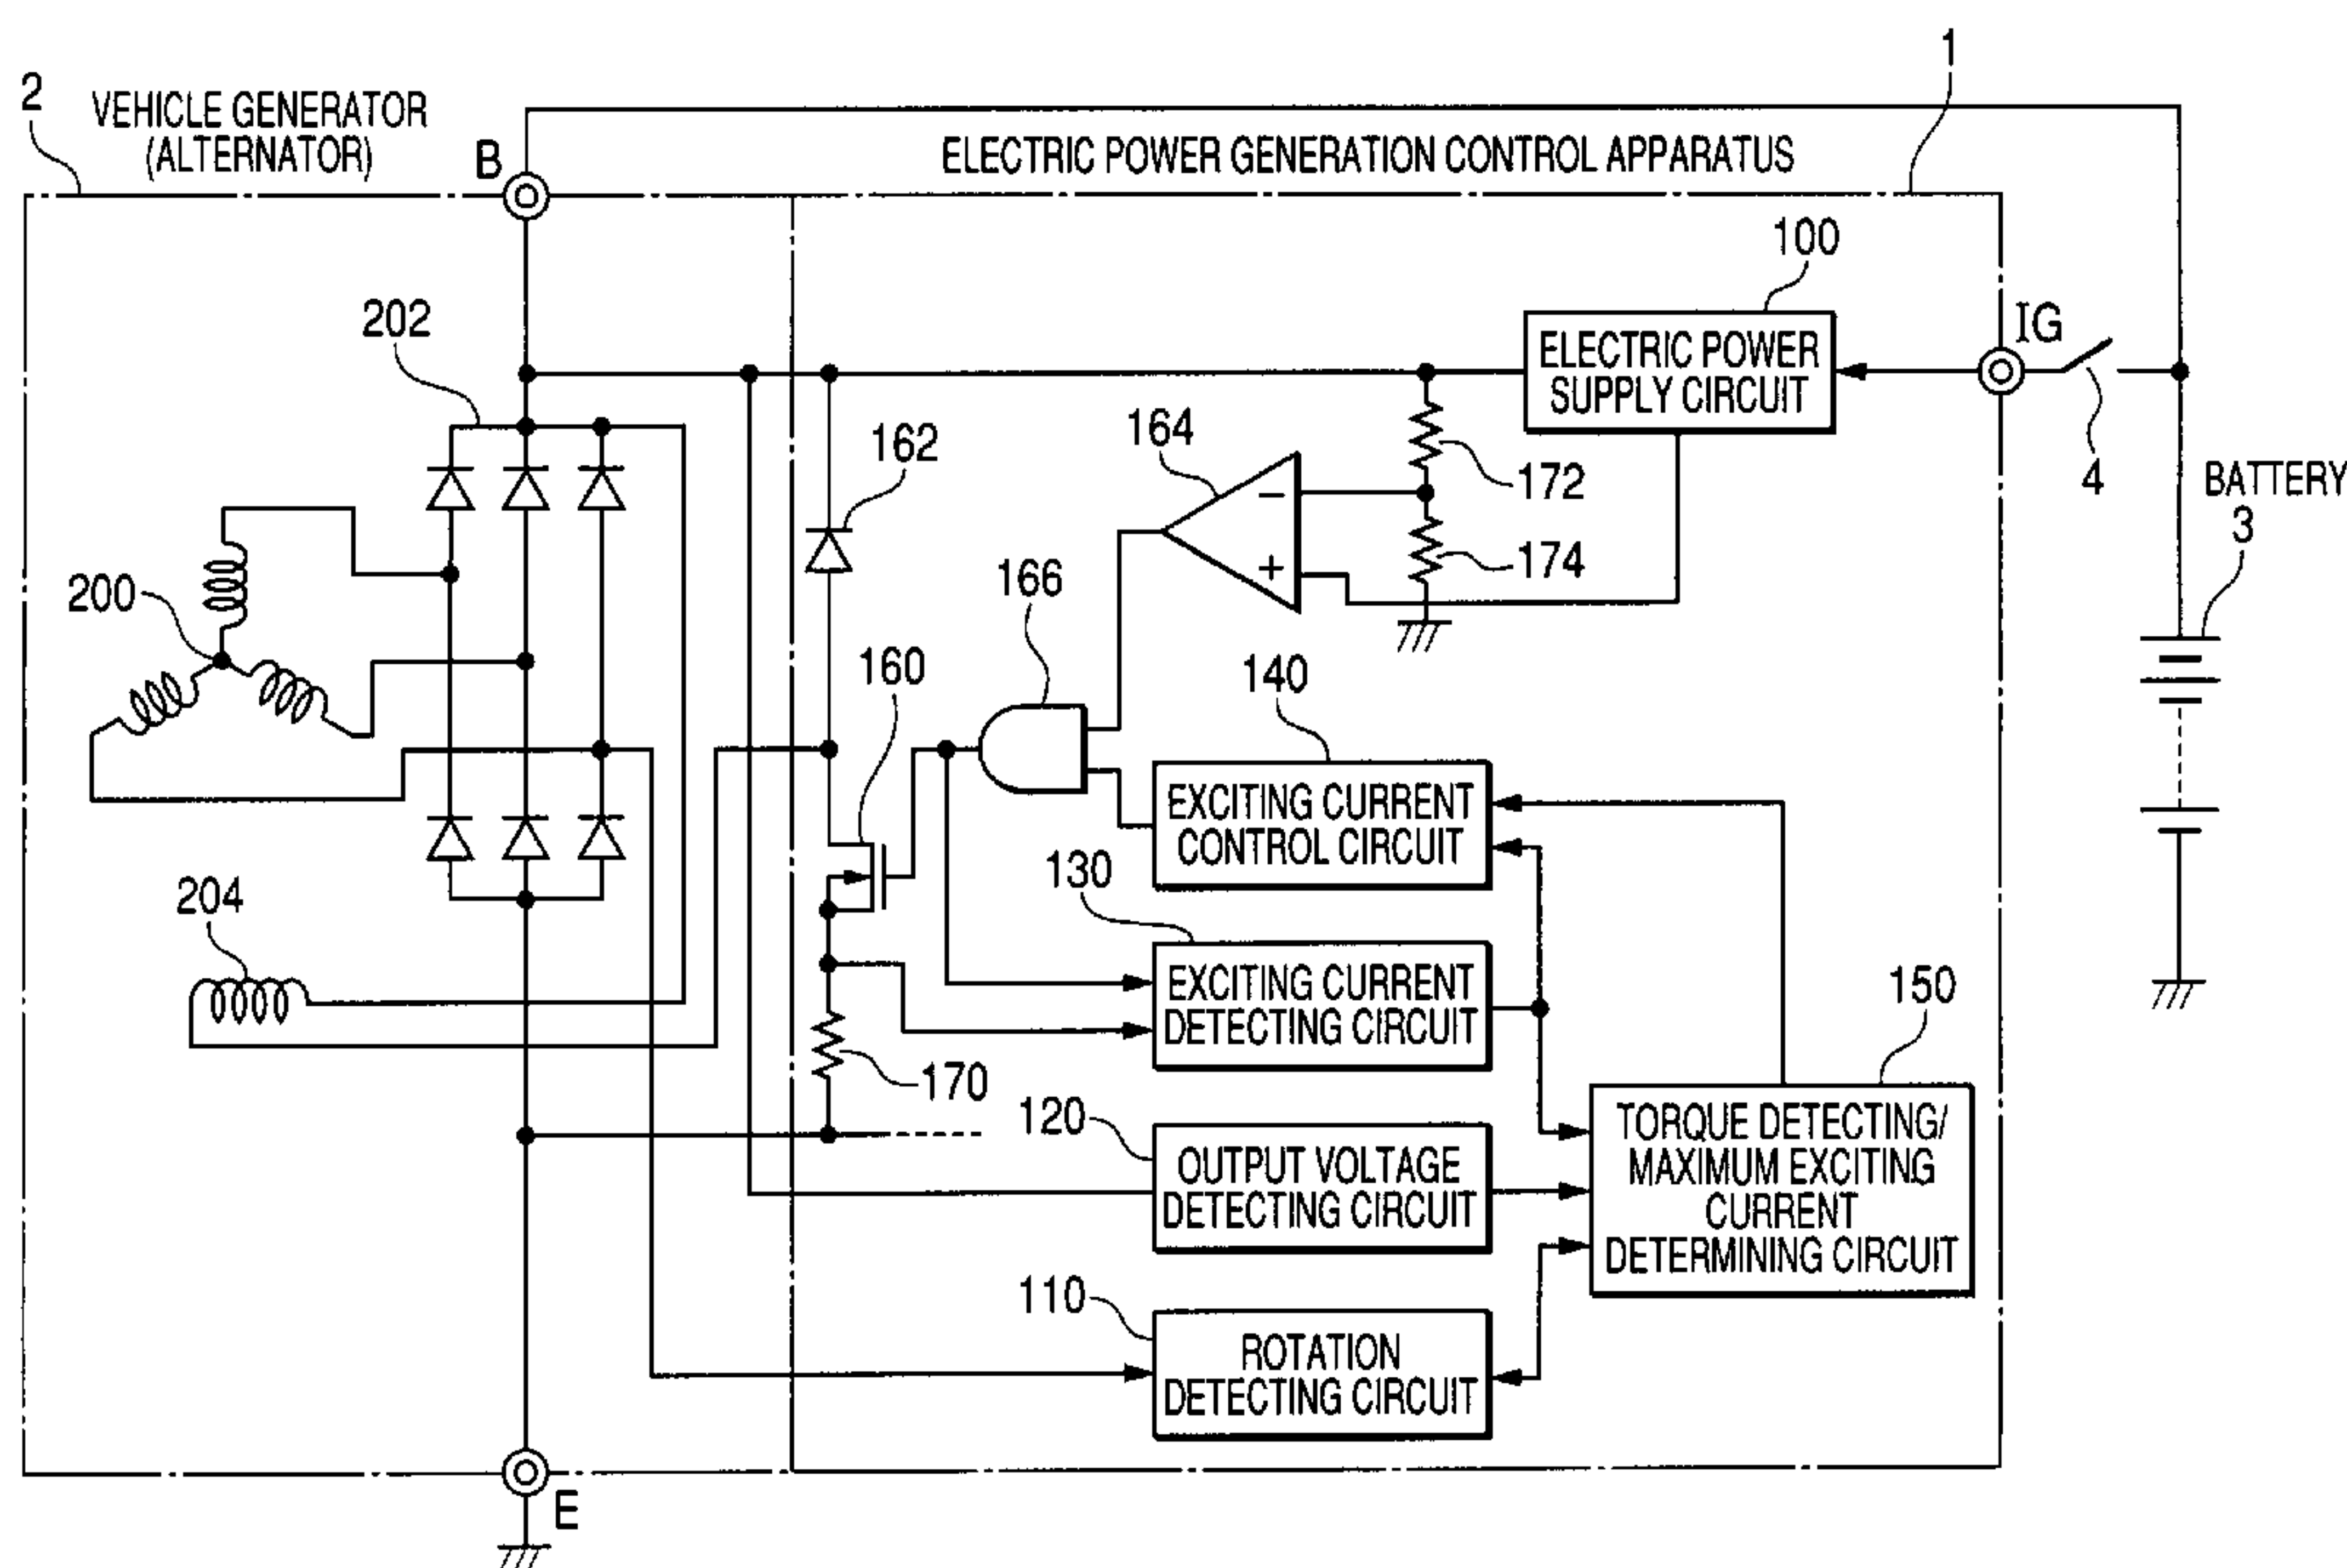 1
2
VEHICLE GENERATOR
(ALTERNATOR)
B
ELECTRIC POWER GENERATION CONTROL APPARATUS
100
202
IG
ELECTRIC POWER
SUPPLY CIRCUIT
164
162
−
172
4
BATTERY
3
+
174
166
200
160
140
EXCITING CURRENT
CONTROL CIRCUIT
130
204
EXCITING CURRENT
DETECTING CIRCUIT
150
170
120
OUTPUT VOLTAGE
DETECTING CIRCUIT
TORQUE DETECTING/
MAXIMUM EXCITING
CURRENT
DETERMINING CIRCUIT
110
ROTATION
DETECTING CIRCUIT
E